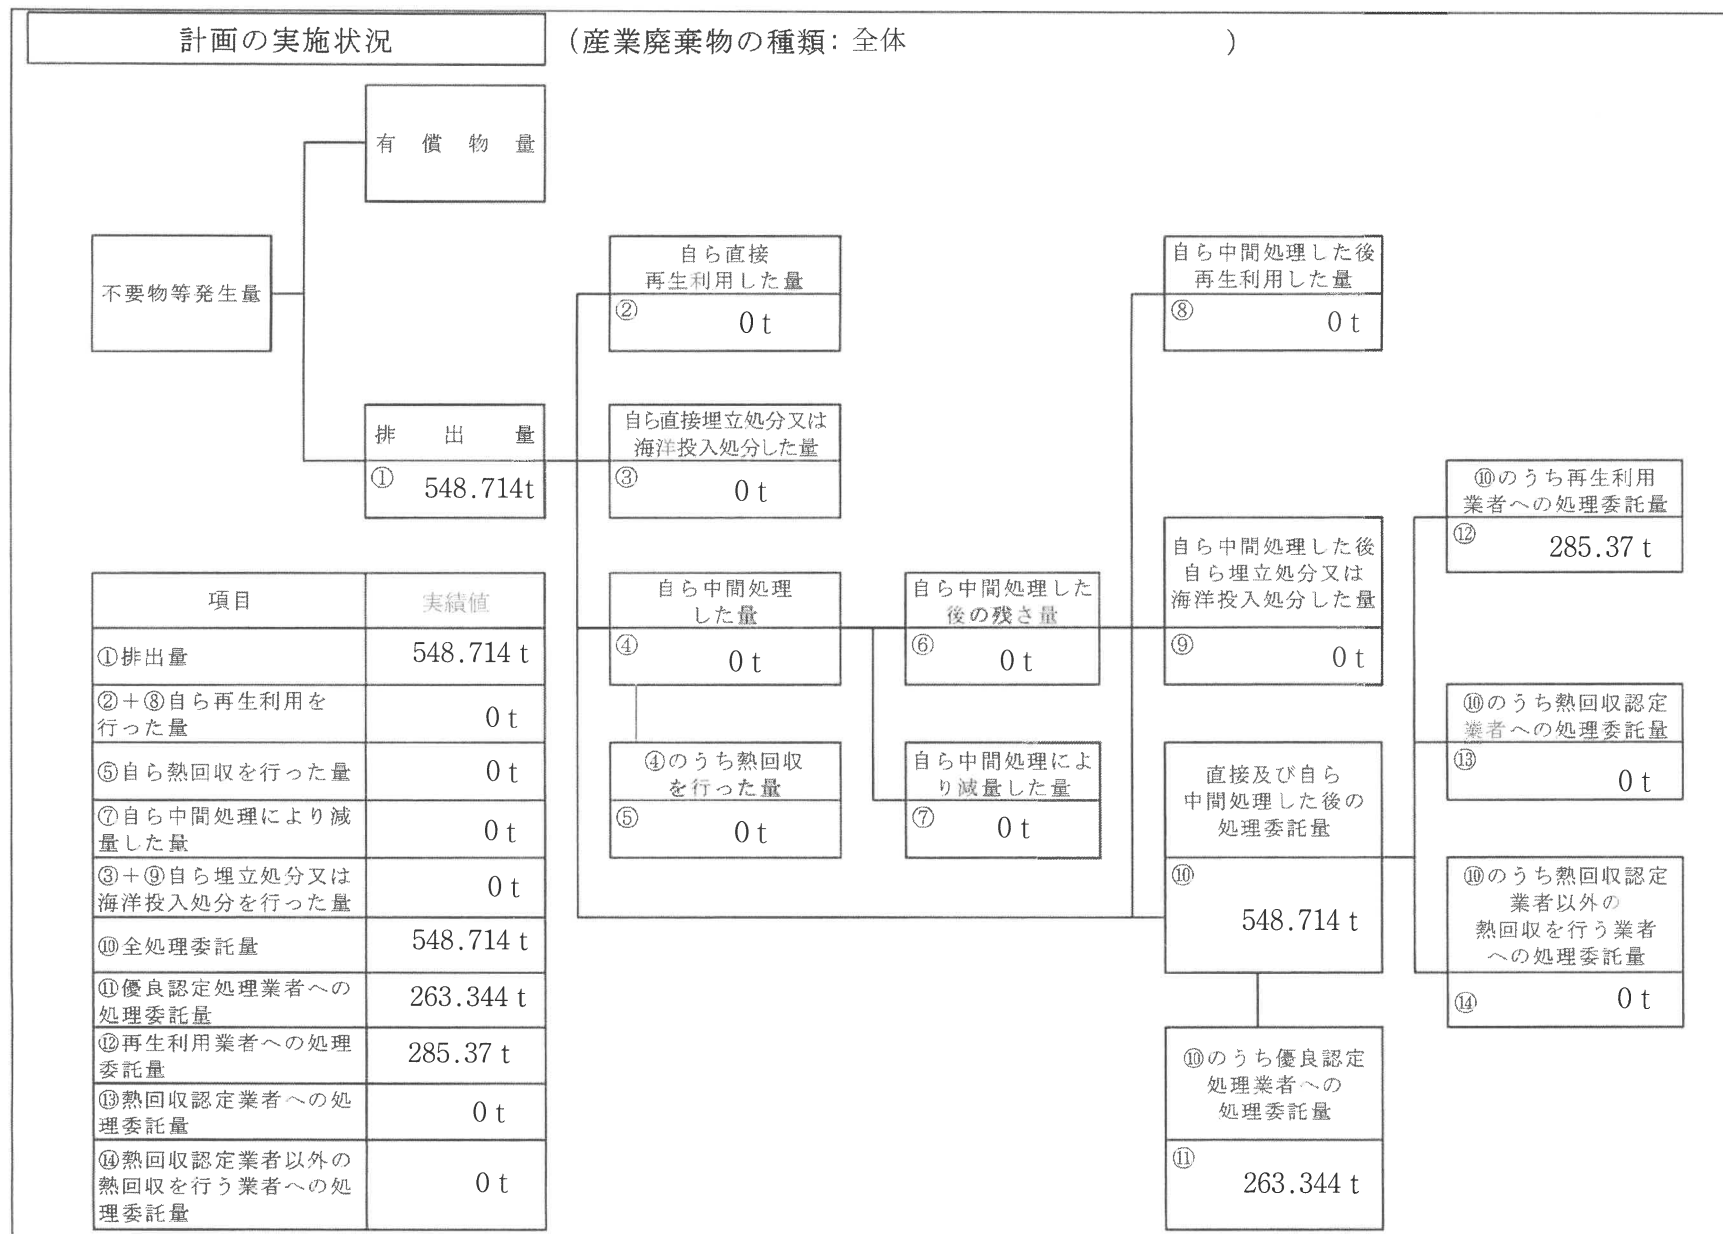 計画の実施状況 (産業廃棄物の種類: 全体 )
有償物量
不要物等発生量
排出量
① 548.714t
自ら直接
再生利用した量
② 0 t
自ら直接埋立処分又は
海洋投入処分した量
③ 0 t
自ら中間処理
した量
④ 0 t
④のうち熱回収
を行った量
⑤ 0 t
自ら中間処理した
後の残さ量
⑥ 0 t
自ら中間処理によ
り減量した量
⑦ 0 t
自ら中間処理した後
再生利用した量
⑧ 0 t
自ら中間処理した後
自ら埋立処分又は
海洋投入処分した量
⑨ 0 t
直接及び自ら
中間処理した後の
処理委託量
⑩
548.714 t
⑩のうち優良認定
処理業者への
処理委託量
⑪
263.344 t
⑩のうち再生利用
業者への処理委託量
⑫ 285.37 t
⑩のうち熱回収認定
業者への処理委託量
⑬ 0 t
⑩のうち熱回収認定
業者以外の
熱回収を行う業者
への処理委託量
⑭ 0 t
項目 実績値
①排出量 548.714 t
②+⑧自ら再生利用を
行った量 0 t
⑤自ら熱回収を行った量 0 t
⑦自ら中間処理により減
量した量 0 t
③+⑨自ら埋立処分又は
海洋投入処分を行った量 0 t
⑩全処理委託量 548.714 t
⑪優良認定処理業者への
処理委託量 263.344 t
⑫再生利用業者への処理
委託量 285.37 t
⑬熱回収認定業者への処
理委託量 0 t
⑭熱回収認定業者以外の
熱回収を行う業者への処
理委託量 0 t